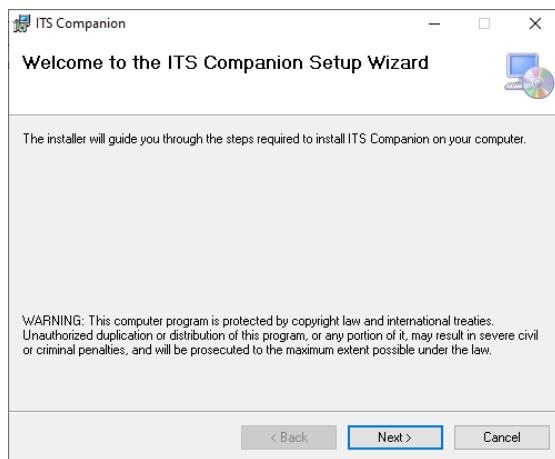 ITS Companion
Welcome to the ITS Companion Setup Wizard
The installer will guide you through the steps required to install ITS Companion on your computer.
WARNING: This computer program is protected by copyright law and international treaties.
Unauthorized duplication or distribution of this program, or any portion of it, may result in severe civil
or criminal penalties, and will be prosecuted to the maximum extent possible under the law.
< Back
Next >
Cancel